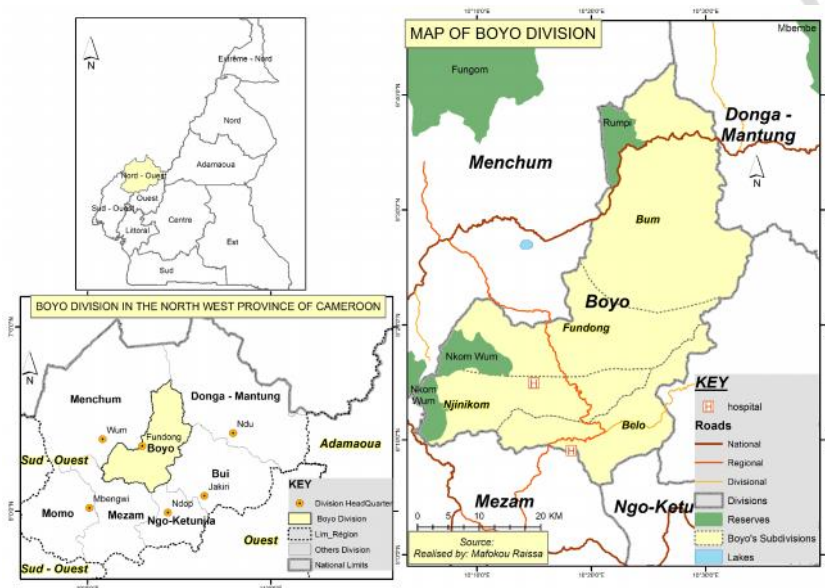 N
Extrême - Nord
Nord
Adamaoua
Nord - Ouest
Ouest
Sud - Ouest
Centre
Littoral
Est
Sud
BOYO DIVISION IN THE NORTH WEST PROVINCE OF CAMEROON
N
Menchum
Donga - Mantung
Wum
Fundong
Boyo
Ndu
Adamaoua
Sud - Ouest
Bui
Jakiri
Mbengwi
Ndop
Momo
Mezam
Ngo-Ketunjia
Ouest
Sud - Ouest
KEY
Division HeadQuarter
Boyo Division
Lim_Région
Others Division
National Limits
MAP OF BOYO DIVISION
Mbembe
N
Fungom
Rumpi
Donga -
Mantung
Menchum
N
Bum
Boyo
Fundong
Nkom Wum
Nkom
Wum
Njinikom
Belo
Mezam
Ngo-Ketu
0 5 10 20 KM
Source:
Realised by: Mafokou Raissa
KEY
H hospital
Roads
National
Regional
Divisional
Divisions
Reserves
Boyo's Subdivisions
Lakes